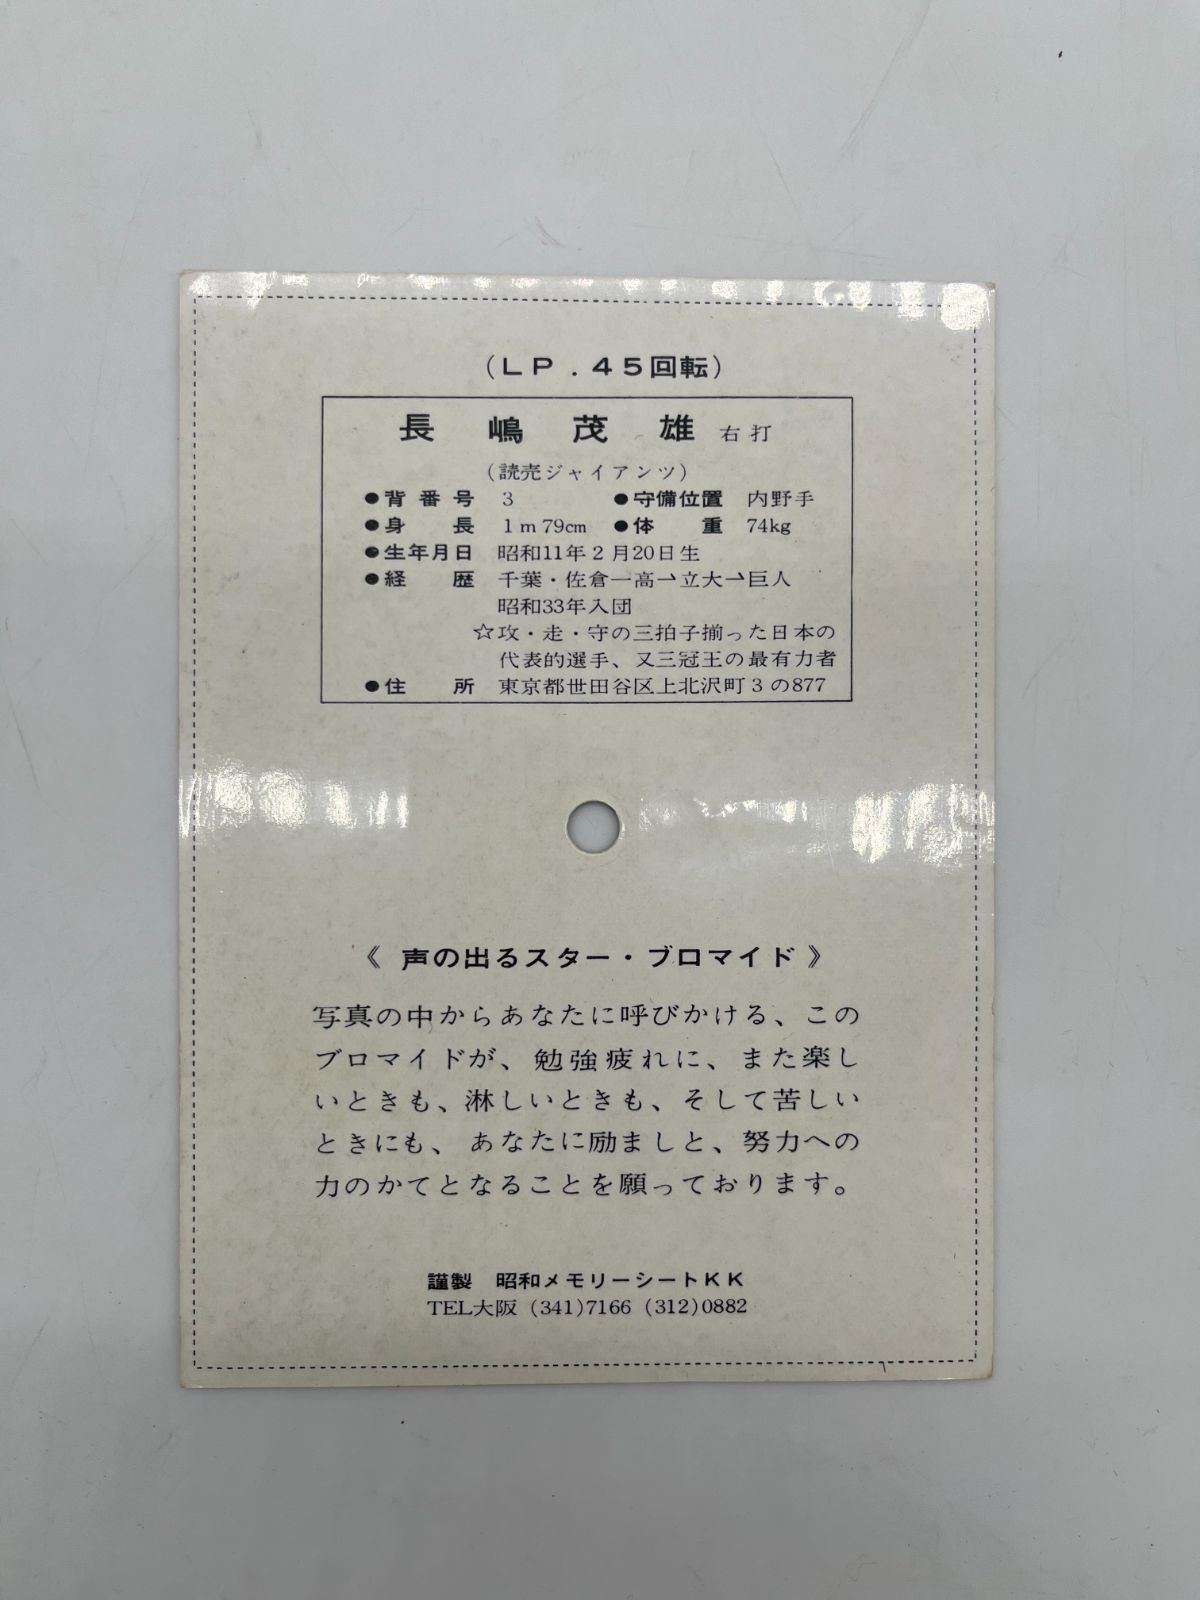 （ＬＰ．４５回転）
長嶋茂雄 右打
（読売ジャイアンツ）
●背番号 3 ●守備位置 内野手
●身長 1m79cm ●体重 74kg
●生年月日 昭和11年2月20日生
●経歴 千葉・佐倉一高→立大→巨人
昭和33年入団
☆攻・走・守の三拍子揃った日本の
代表的選手、又三冠王の最有力者
●住所 東京都世田谷区上北沢町3の877
《 声の出るスター・ブロマイド 》
写真の中からあなたに呼びかける、この
ブロマイドが、勉強疲れに、また楽し
いときも、淋しいときも、そして苦しい
ときにも、あなたに励ましと、努力への
力のかてとなることを願っております。
謹製 昭和メモリーシートＫＫ
TEL大阪 (341)7166 (312)0882